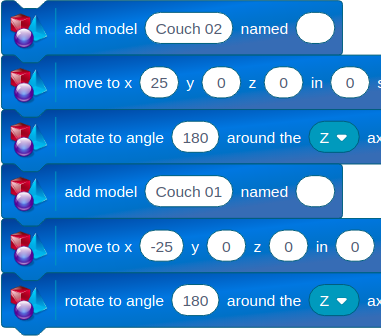 add model Couch 02 named
move to x 25 y 0 z 0 in 0 s
rotate to angle 180 around the Z ax
add model Couch 01 named
move to x -25 y 0 z 0 in 0
rotate to angle 180 around the Z ax